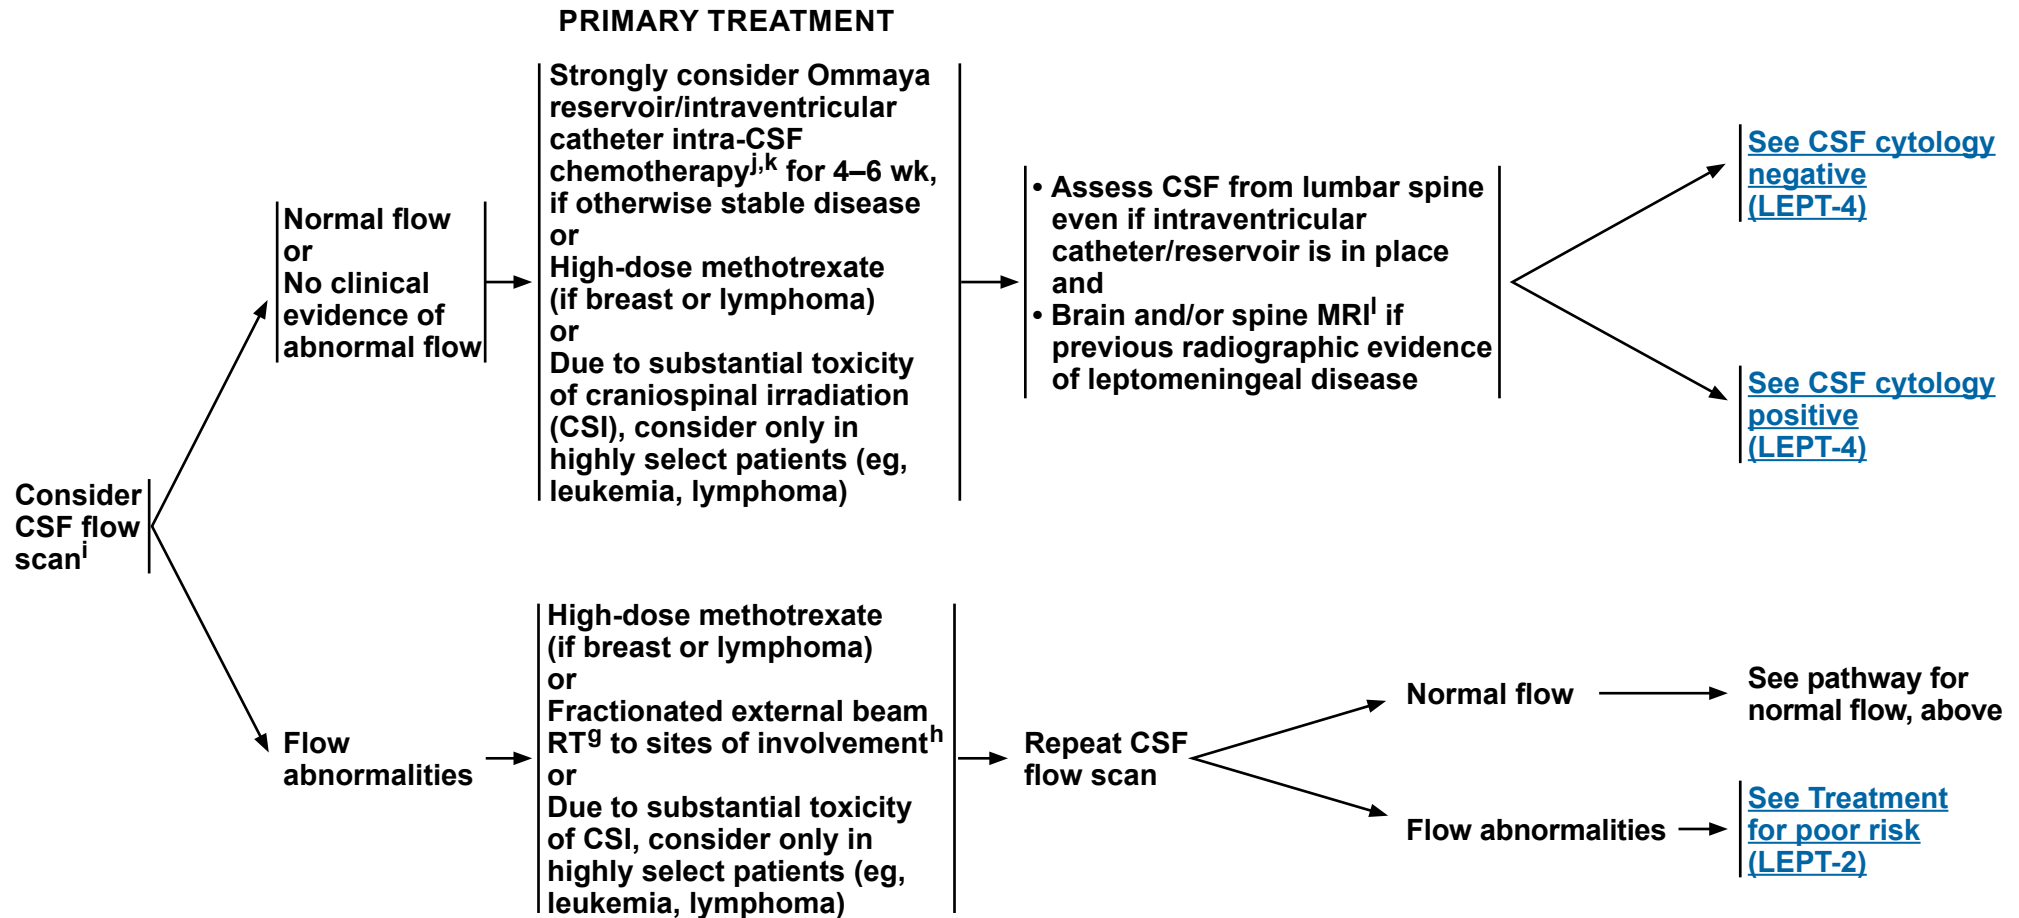 PRIMARY TREATMENT
Consider
CSF flow
scanⁱ
Normal flow
or
No clinical
evidence of
abnormal flow
Strongly consider Ommaya
reservoir/intraventricular
catheter intra-CSF
chemotherapyʲ,ᵏ for 4–6 wk,
if otherwise stable disease
or
High-dose methotrexate
(if breast or lymphoma)
or
Due to substantial toxicity
of craniospinal irradiation
(CSI), consider only in
highly select patients (eg,
leukemia, lymphoma)
• Assess CSF from lumbar spine
even if intraventricular
catheter/reservoir is in place
and
• Brain and/or spine MRIˡ if
previous radiographic evidence
of leptomeningeal disease
See CSF cytology
negative
(LEPT-4)
See CSF cytology
positive
(LEPT-4)
Flow
abnormalities
High-dose methotrexate
(if breast or lymphoma)
or
Fractionated external beam
RTᵍ to sites of involvementʰ
or
Due to substantial toxicity
of CSI, consider only in
highly select patients (eg,
leukemia, lymphoma)
Repeat CSF
flow scan
Normal flow
See pathway for
normal flow, above
Flow abnormalities
See Treatment
for poor risk
(LEPT-2)